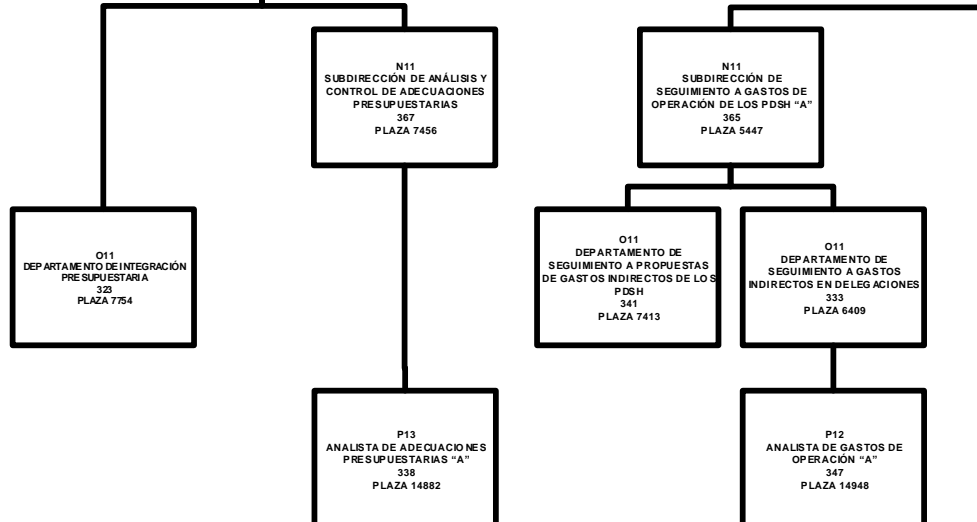 N11
SUBDIRECCIÓN DE ANÁLISIS Y
CONTROL DE ADECUACIONES
PRESUPUESTARIAS
367
PLAZA 7456
N11
SUBDIRECCIÓN DE
SEGUIMIENTO A GASTOS DE
OPERACIÓN DE LOS PDSH “A”
365
PLAZA 5447
O11
DEPARTAMENTO DE INTEGRACIÓN
PRESUPUESTARIA
323
PLAZA 7754
O11
DEPARTAMENTO DE
SEGUIMIENTO A PROPUESTAS
DE GASTOS INDIRECTOS DE LOS
PDSH
341
PLAZA 7413
O11
DEPARTAMENTO DE
SEGUIMIENTO A GASTOS
INDIRECTOS EN DELEGACIONES
333
PLAZA 6409
P13
ANALISTA DE ADECUACIONES
PRESUPUESTARIAS “A”
338
PLAZA 14882
P12
ANALISTA DE GASTOS DE
OPERACIÓN “A”
347
PLAZA 14948